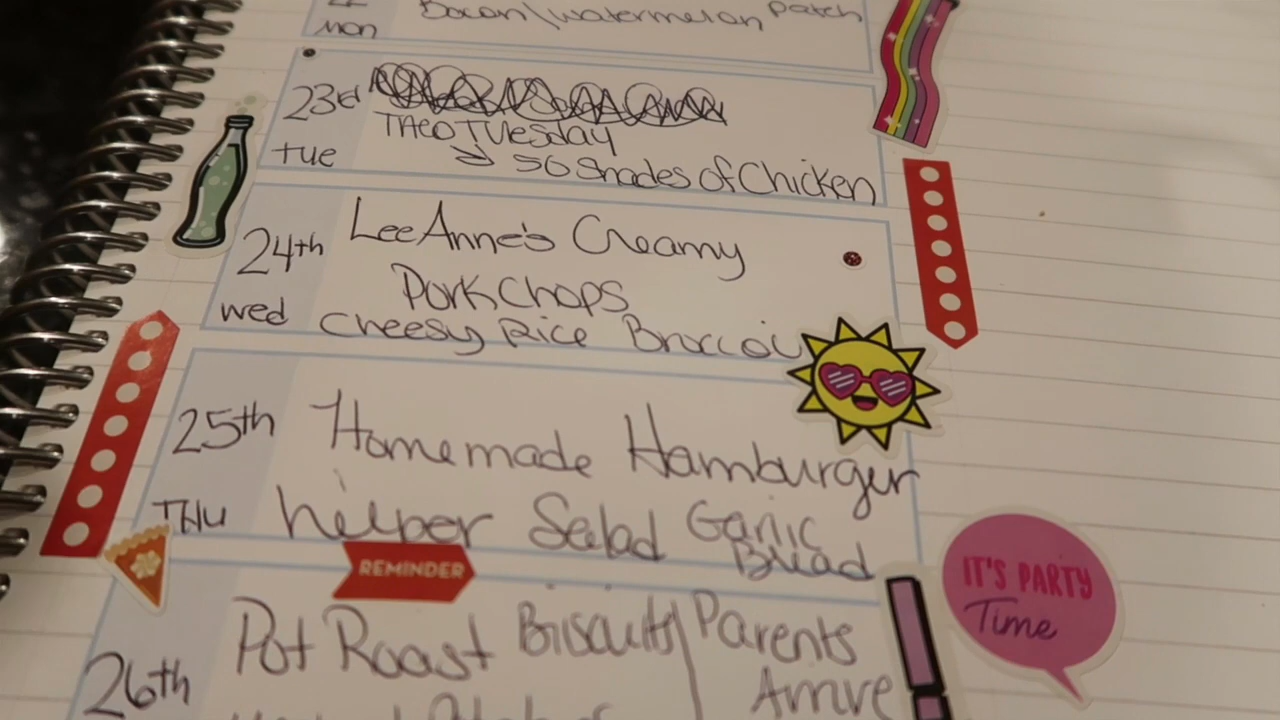 Bacon\watermelon Patch
Mon
23rd
THEO TUesday
Tue
50 Shades Of Chicken
24th
LeeAnne's Creamy
Pork Chops
Wed
Cheesy Rice Broccoli
25th
Homemade Hamburger
THU
helper Salad Garlic
Bread
REMINDER
IT'S PARTY
Time
Pot Roast Biscuits|Parents
26th
Arrive